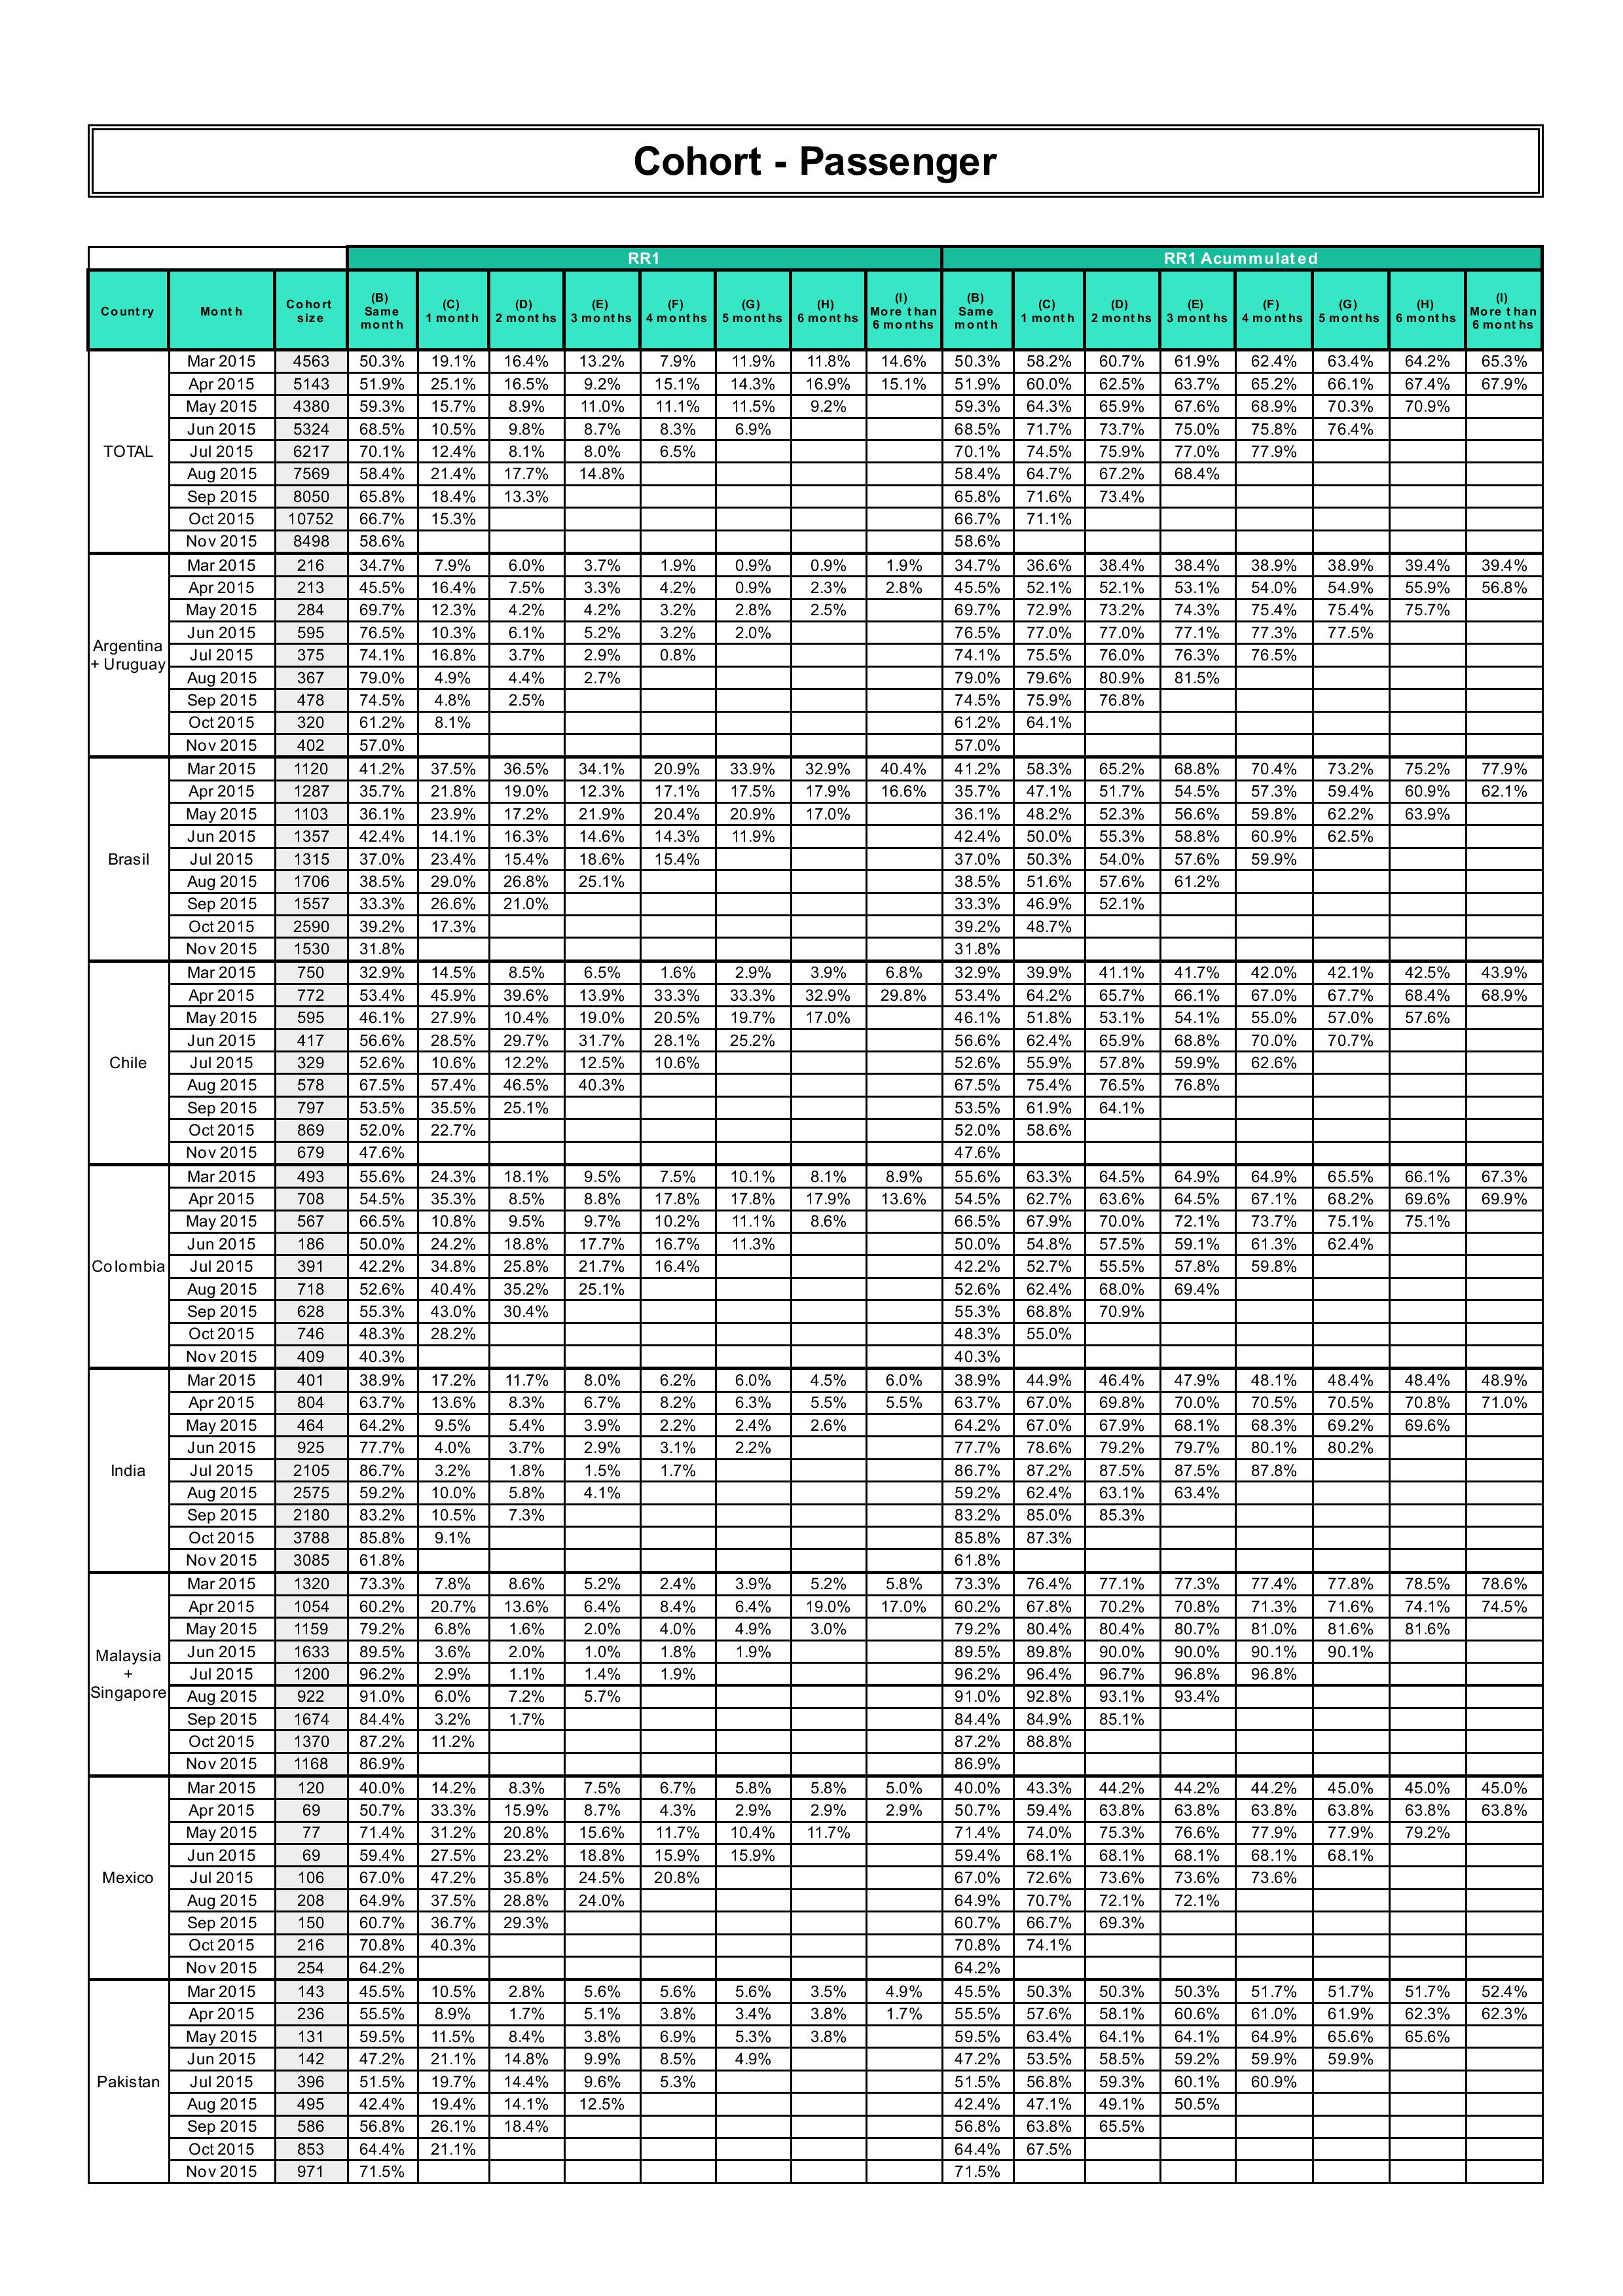 Cohort - Passenger
RR1 RR1 Acummulated
Country Month Cohort size (B) Same month (C) 1 month (D) 2 months (E) 3 months (F) 4 months (G) 5 months (H) 6 months (I) More than 6 months (B) Same month (C) 1 month (D) 2 months (E) 3 months (F) 4 months (G) 5 months (H) 6 months (I) More than 6 months
TOTAL
Mar 2015 4563 50.3% 19.1% 16.4% 13.2% 7.9% 11.9% 11.8% 14.6% 50.3% 58.2% 60.7% 61.9% 62.4% 63.4% 64.2% 65.3%
Apr 2015 5143 51.9% 25.1% 16.5% 9.2% 15.1% 14.3% 16.9% 15.1% 51.9% 60.0% 62.5% 63.7% 65.2% 66.1% 67.4% 67.9%
May 2015 4380 59.3% 15.7% 8.9% 11.0% 11.1% 11.5% 9.2% 59.3% 64.3% 65.9% 67.6% 68.9% 70.3% 70.9%
Jun 2015 5324 68.5% 10.5% 9.8% 8.7% 8.3% 6.9% 68.5% 71.7% 73.7% 75.0% 75.8% 76.4%
Jul 2015 6217 70.1% 12.4% 8.1% 8.0% 6.5% 70.1% 74.5% 75.9% 77.0% 77.9%
Aug 2015 7569 58.4% 21.4% 17.7% 14.8% 58.4% 64.7% 67.2% 68.4%
Sep 2015 8050 65.8% 18.4% 13.3% 65.8% 71.6% 73.4%
Oct 2015 10752 66.7% 15.3% 66.7% 71.1%
Nov 2015 8498 58.6% 58.6%
Argentina + Uruguay
Mar 2015 216 34.7% 7.9% 6.0% 3.7% 1.9% 0.9% 0.9% 1.9% 34.7% 36.6% 38.4% 38.4% 38.9% 38.9% 39.4% 39.4%
Apr 2015 213 45.5% 16.4% 7.5% 3.3% 4.2% 0.9% 2.3% 2.8% 45.5% 52.1% 52.1% 53.1% 54.0% 54.9% 55.9% 56.8%
May 2015 284 69.7% 12.3% 4.2% 4.2% 3.2% 2.8% 2.5% 69.7% 72.9% 73.2% 74.3% 75.4% 75.4% 75.7%
Jun 2015 595 76.5% 10.3% 6.1% 5.2% 3.2% 2.0% 76.5% 77.0% 77.0% 77.1% 77.3% 77.5%
Jul 2015 375 74.1% 16.8% 3.7% 2.9% 0.8% 74.1% 75.5% 76.0% 76.3% 76.5%
Aug 2015 367 79.0% 4.9% 4.4% 2.7% 79.0% 79.6% 80.9% 81.5%
Sep 2015 478 74.5% 4.8% 2.5% 74.5% 75.9% 76.8%
Oct 2015 320 61.2% 8.1% 61.2% 64.1%
Nov 2015 402 57.0% 57.0%
Brasil
Mar 2015 1120 41.2% 37.5% 36.5% 34.1% 20.9% 33.9% 32.9% 40.4% 41.2% 58.3% 65.2% 68.8% 70.4% 73.2% 75.2% 77.9%
Apr 2015 1287 35.7% 21.8% 19.0% 12.3% 17.1% 17.5% 17.9% 16.6% 35.7% 47.1% 51.7% 54.5% 57.3% 59.4% 60.9% 62.1%
May 2015 1103 36.1% 23.9% 17.2% 21.9% 20.4% 20.9% 17.0% 36.1% 48.2% 52.3% 56.6% 59.8% 62.2% 63.9%
Jun 2015 1357 42.4% 14.1% 16.3% 14.6% 14.3% 11.9% 42.4% 50.0% 55.3% 58.8% 60.9% 62.5%
Jul 2015 1315 37.0% 23.4% 15.4% 18.6% 15.4% 37.0% 50.3% 54.0% 57.6% 59.9%
Aug 2015 1706 38.5% 29.0% 26.8% 25.1% 38.5% 51.6% 57.6% 61.2%
Sep 2015 1557 33.3% 26.6% 21.0% 33.3% 46.9% 52.1%
Oct 2015 2590 39.2% 17.3% 39.2% 48.7%
Nov 2015 1530 31.8% 31.8%
Chile
Mar 2015 750 32.9% 14.5% 8.5% 6.5% 1.6% 2.9% 3.9% 6.8% 32.9% 39.9% 41.1% 41.7% 42.0% 42.1% 42.5% 43.9%
Apr 2015 772 53.4% 45.9% 39.6% 13.9% 33.3% 33.3% 32.9% 29.8% 53.4% 64.2% 65.7% 66.1% 67.0% 67.7% 68.4% 68.9%
May 2015 595 46.1% 27.9% 10.4% 19.0% 20.5% 19.7% 17.0% 46.1% 51.8% 53.1% 54.1% 55.0% 57.0% 57.6%
Jun 2015 417 56.6% 28.5% 29.7% 31.7% 28.1% 25.2% 56.6% 62.4% 65.9% 68.8% 70.0% 70.7%
Jul 2015 329 52.6% 10.6% 12.2% 12.5% 10.6% 52.6% 55.9% 57.8% 59.9% 62.6%
Aug 2015 578 67.5% 57.4% 46.5% 40.3% 67.5% 75.4% 76.5% 76.8%
Sep 2015 797 53.5% 35.5% 25.1% 53.5% 61.9% 64.1%
Oct 2015 869 52.0% 22.7% 52.0% 58.6%
Nov 2015 679 47.6% 47.6%
Colombia
Mar 2015 493 55.6% 24.3% 18.1% 9.5% 7.5% 10.1% 8.1% 8.9% 55.6% 63.3% 64.5% 64.9% 64.9% 65.5% 66.1% 67.3%
Apr 2015 708 54.5% 35.3% 8.5% 8.8% 17.8% 17.8% 17.9% 13.6% 54.5% 62.7% 63.6% 64.5% 67.1% 68.2% 69.6% 69.9%
May 2015 567 66.5% 10.8% 9.5% 9.7% 10.2% 11.1% 8.6% 66.5% 67.9% 70.0% 72.1% 73.7% 75.1% 75.1%
Jun 2015 186 50.0% 24.2% 18.8% 17.7% 16.7% 11.3% 50.0% 54.8% 57.5% 59.1% 61.3% 62.4%
Jul 2015 391 42.2% 34.8% 25.8% 21.7% 16.4% 42.2% 52.7% 55.5% 57.8% 59.8%
Aug 2015 718 52.6% 40.4% 35.2% 25.1% 52.6% 62.4% 68.0% 69.4%
Sep 2015 628 55.3% 43.0% 30.4% 55.3% 68.8% 70.9%
Oct 2015 746 48.3% 28.2% 48.3% 55.0%
Nov 2015 409 40.3% 40.3%
India
Mar 2015 401 38.9% 17.2% 11.7% 8.0% 6.2% 6.0% 4.5% 6.0% 38.9% 44.9% 46.4% 47.9% 48.1% 48.4% 48.4% 48.9%
Apr 2015 804 63.7% 13.6% 8.3% 6.7% 8.2% 6.3% 5.5% 5.5% 63.7% 67.0% 69.8% 70.0% 70.5% 70.5% 70.8% 71.0%
May 2015 464 64.2% 9.5% 5.4% 3.9% 2.2% 2.4% 2.6% 64.2% 67.0% 67.9% 68.1% 68.3% 69.2% 69.6%
Jun 2015 925 77.7% 4.0% 3.7% 2.9% 3.1% 2.2% 77.7% 78.6% 79.2% 79.7% 80.1% 80.2%
Jul 2015 2105 86.7% 3.2% 1.8% 1.5% 1.7% 86.7% 87.2% 87.5% 87.5% 87.8%
Aug 2015 2575 59.2% 10.0% 5.8% 4.1% 59.2% 62.4% 63.1% 63.4%
Sep 2015 2180 83.2% 10.5% 7.3% 83.2% 85.0% 85.3%
Oct 2015 3788 85.8% 9.1% 85.8% 87.3%
Nov 2015 3085 61.8% 61.8%
Malaysia + Singapore
Mar 2015 1320 73.3% 7.8% 8.6% 5.2% 2.4% 3.9% 5.2% 5.8% 73.3% 76.4% 77.1% 77.3% 77.4% 77.8% 78.5% 78.6%
Apr 2015 1054 60.2% 20.7% 13.6% 6.4% 8.4% 6.4% 19.0% 17.0% 60.2% 67.8% 70.2% 70.8% 71.3% 71.6% 74.1% 74.5%
May 2015 1159 79.2% 6.8% 1.6% 2.0% 4.0% 4.9% 3.0% 79.2% 80.4% 80.4% 80.7% 81.0% 81.6% 81.6%
Jun 2015 1633 89.5% 3.6% 2.0% 1.0% 1.8% 1.9% 89.5% 89.8% 90.0% 90.0% 90.1% 90.1%
Jul 2015 1200 96.2% 2.9% 1.1% 1.4% 1.9% 96.2% 96.4% 96.7% 96.8% 96.8%
Aug 2015 922 91.0% 6.0% 7.2% 5.7% 91.0% 92.8% 93.1% 93.4%
Sep 2015 1674 84.4% 3.2% 1.7% 84.4% 84.9% 85.1%
Oct 2015 1370 87.2% 11.2% 87.2% 88.8%
Nov 2015 1168 86.9% 86.9%
Mexico
Mar 2015 120 40.0% 14.2% 8.3% 7.5% 6.7% 5.8% 5.8% 5.0% 40.0% 43.3% 44.2% 44.2% 44.2% 45.0% 45.0% 45.0%
Apr 2015 69 50.7% 33.3% 15.9% 8.7% 4.3% 2.9% 2.9% 2.9% 50.7% 59.4% 63.8% 63.8% 63.8% 63.8% 63.8% 63.8%
May 2015 77 71.4% 31.2% 20.8% 15.6% 11.7% 10.4% 11.7% 71.4% 74.0% 75.3% 76.6% 77.9% 77.9% 79.2%
Jun 2015 69 59.4% 27.5% 23.2% 18.8% 15.9% 15.9% 59.4% 68.1% 68.1% 68.1% 68.1% 68.1%
Jul 2015 106 67.0% 47.2% 35.8% 24.5% 20.8% 67.0% 72.6% 73.6% 73.6% 73.6%
Aug 2015 208 64.9% 37.5% 28.8% 24.0% 64.9% 70.7% 72.1% 72.1%
Sep 2015 150 60.7% 36.7% 29.3% 60.7% 66.7% 69.3%
Oct 2015 216 70.8% 40.3% 70.8% 74.1%
Nov 2015 254 64.2% 64.2%
Pakistan
Mar 2015 143 45.5% 10.5% 2.8% 5.6% 5.6% 5.6% 3.5% 4.9% 45.5% 50.3% 50.3% 50.3% 51.7% 51.7% 51.7% 52.4%
Apr 2015 236 55.5% 8.9% 1.7% 5.1% 3.8% 3.4% 3.8% 1.7% 55.5% 57.6% 58.1% 60.6% 61.0% 61.9% 62.3% 62.3%
May 2015 131 59.5% 11.5% 8.4% 3.8% 6.9% 5.3% 3.8% 59.5% 63.4% 64.1% 64.1% 64.9% 65.6% 65.6%
Jun 2015 142 47.2% 21.1% 14.8% 9.9% 8.5% 4.9% 47.2% 53.5% 58.5% 59.2% 59.9% 59.9%
Jul 2015 396 51.5% 19.7% 14.4% 9.6% 5.3% 51.5% 56.8% 59.3% 60.1% 60.9%
Aug 2015 495 42.4% 19.4% 14.1% 12.5% 42.4% 47.1% 49.1% 50.5%
Sep 2015 586 56.8% 26.1% 18.4% 56.8% 63.8% 65.5%
Oct 2015 853 64.4% 21.1% 64.4% 67.5%
Nov 2015 971 71.5% 71.5%